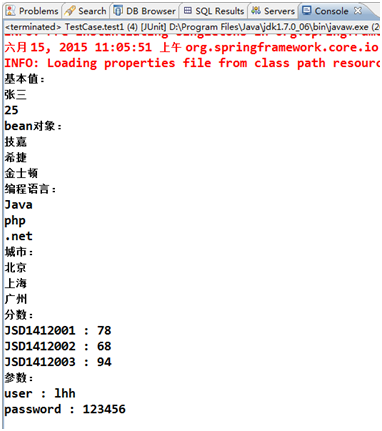 Problems Search DB Browser SQL Results Servers Console
<terminated> TestCase.test1 (4) [JUnit] D:\Program Files\Java\jdk1.7.0_06\bin\javaw.exe (2
六月 15, 2015 11:05:51 上午 org.springframework.core.io
INFO: Loading properties file from class path resourc
基本值:
张三
25
bean对象:
技嘉
希捷
金士顿
编程语言:
Java
php
.net
城市:
北京
上海
广州
分数:
JSD1412001 : 78
JSD1412002 : 68
JSD1412003 : 94
参数:
user : lhh
password : 123456